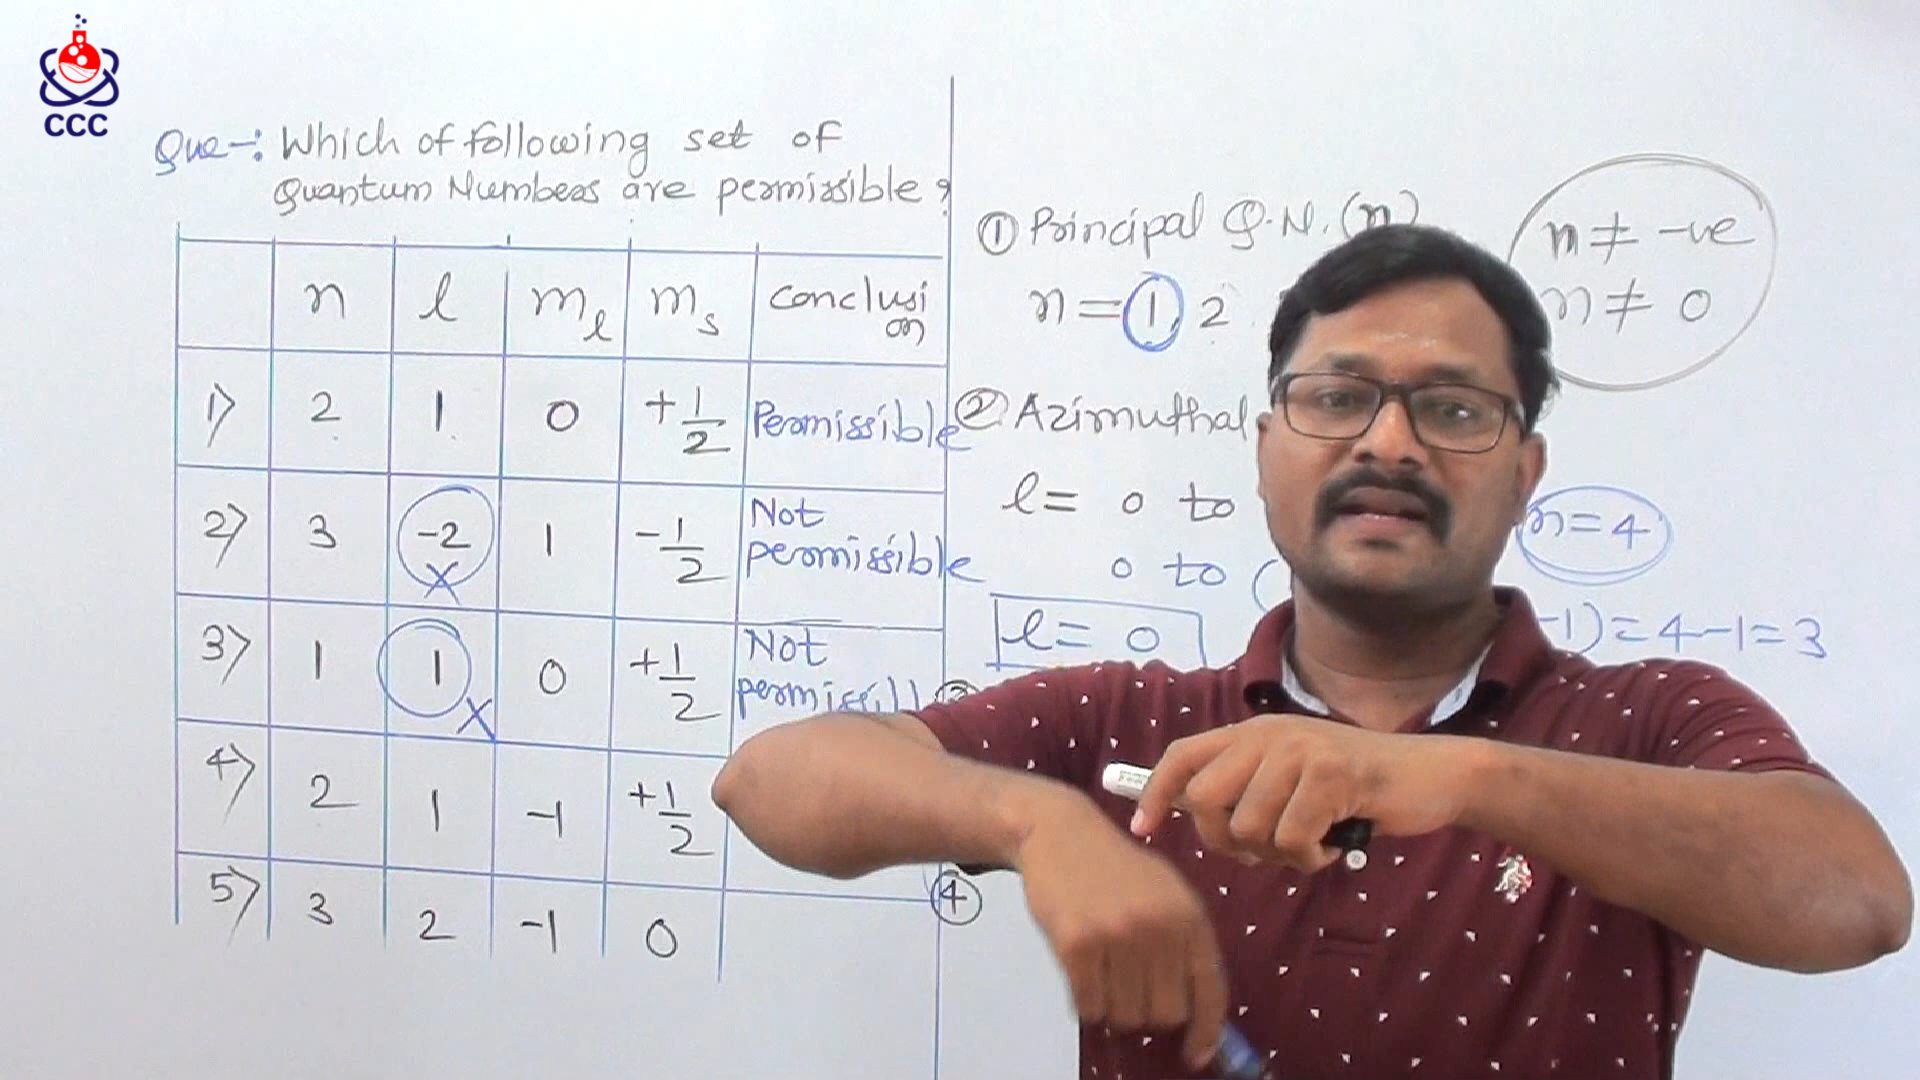 CCC
Que-: Which of following set of
Quantum Numbers are permissible?
n l mₗ mₛ conclusion
1) 2 1 0 +1/2 Permissible
2) 3 -2 1 -1/2 Not permissible
X
3) 1 1 0 +1/2 Not
X
4) 2 1 -1 +1/2
5) 3 2 -1 0
① Principal Q.N. (n)
n = 1, 2
n ≠ -ve
n ≠ 0
② Azimuthal
l = 0 to
n = 4
0 to (
-1) = 4-1 = 3
l = 0
④